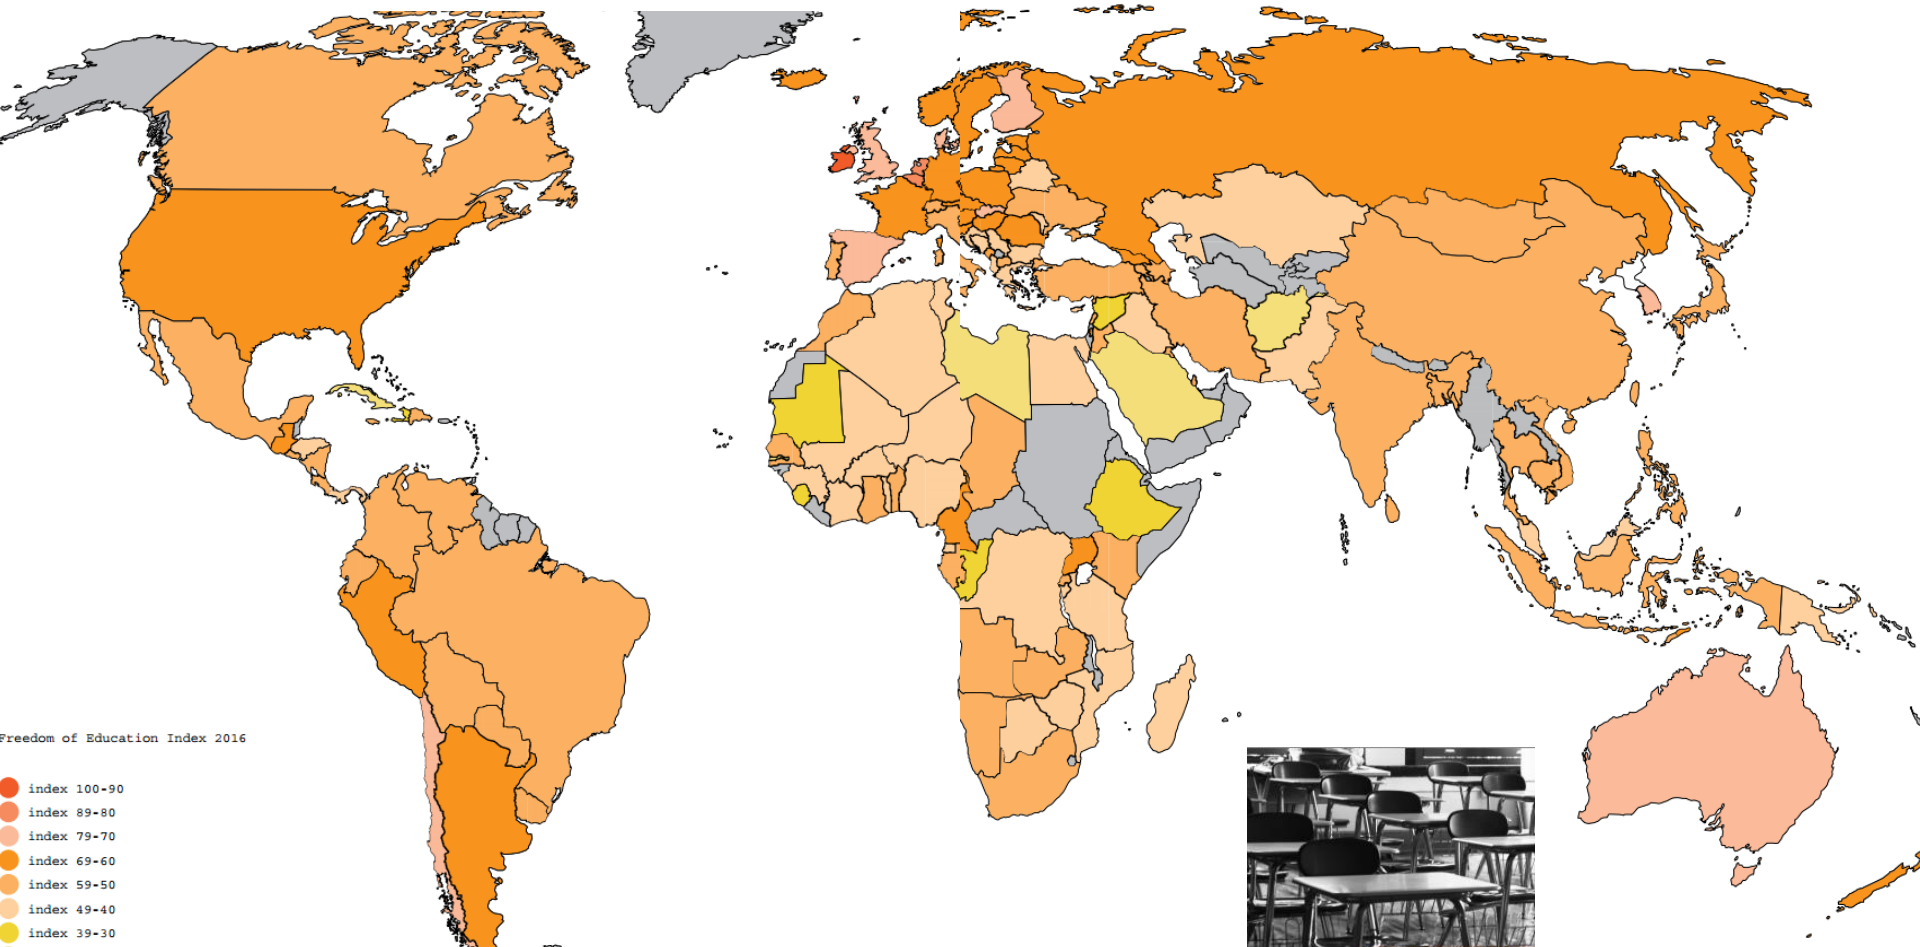 Freedom of Education Index 2016
index 100-90
index 89-80
index 79-70
index 69-60
index 59-50
index 49-40
index 39-30